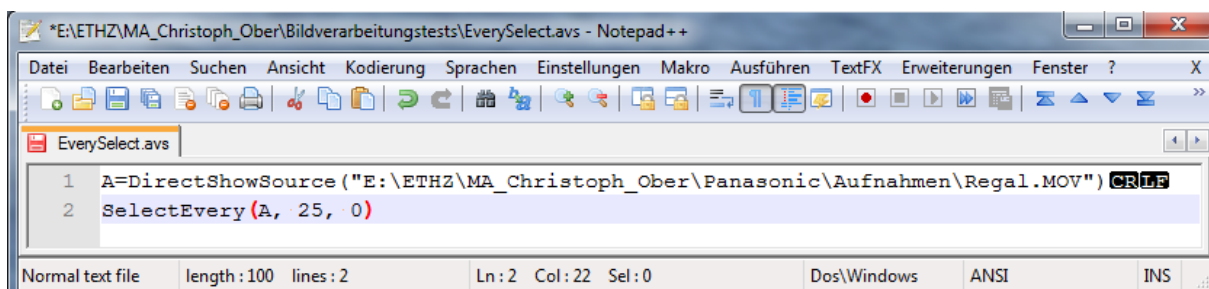 *E:\ETHZ\MA_Christoph_Ober\Bildverarbeitungstests\EverySelect.avs - Notepad++
Datei Bearbeiten Suchen Ansicht Kodierung Sprachen Einstellungen Makro Ausführen TextFX Erweiterungen Fenster ? X
EverySelect.avs
1 A=DirectShowSource("E:\ETHZ\MA_Christoph_Ober\Panasonic\Aufnahmen\Regal.MOV")CRLF
2 SelectEvery(A, 25, 0)
Normal text file length : 100 lines : 2 Ln : 2 Col : 22 Sel : 0 Dos\Windows ANSI INS